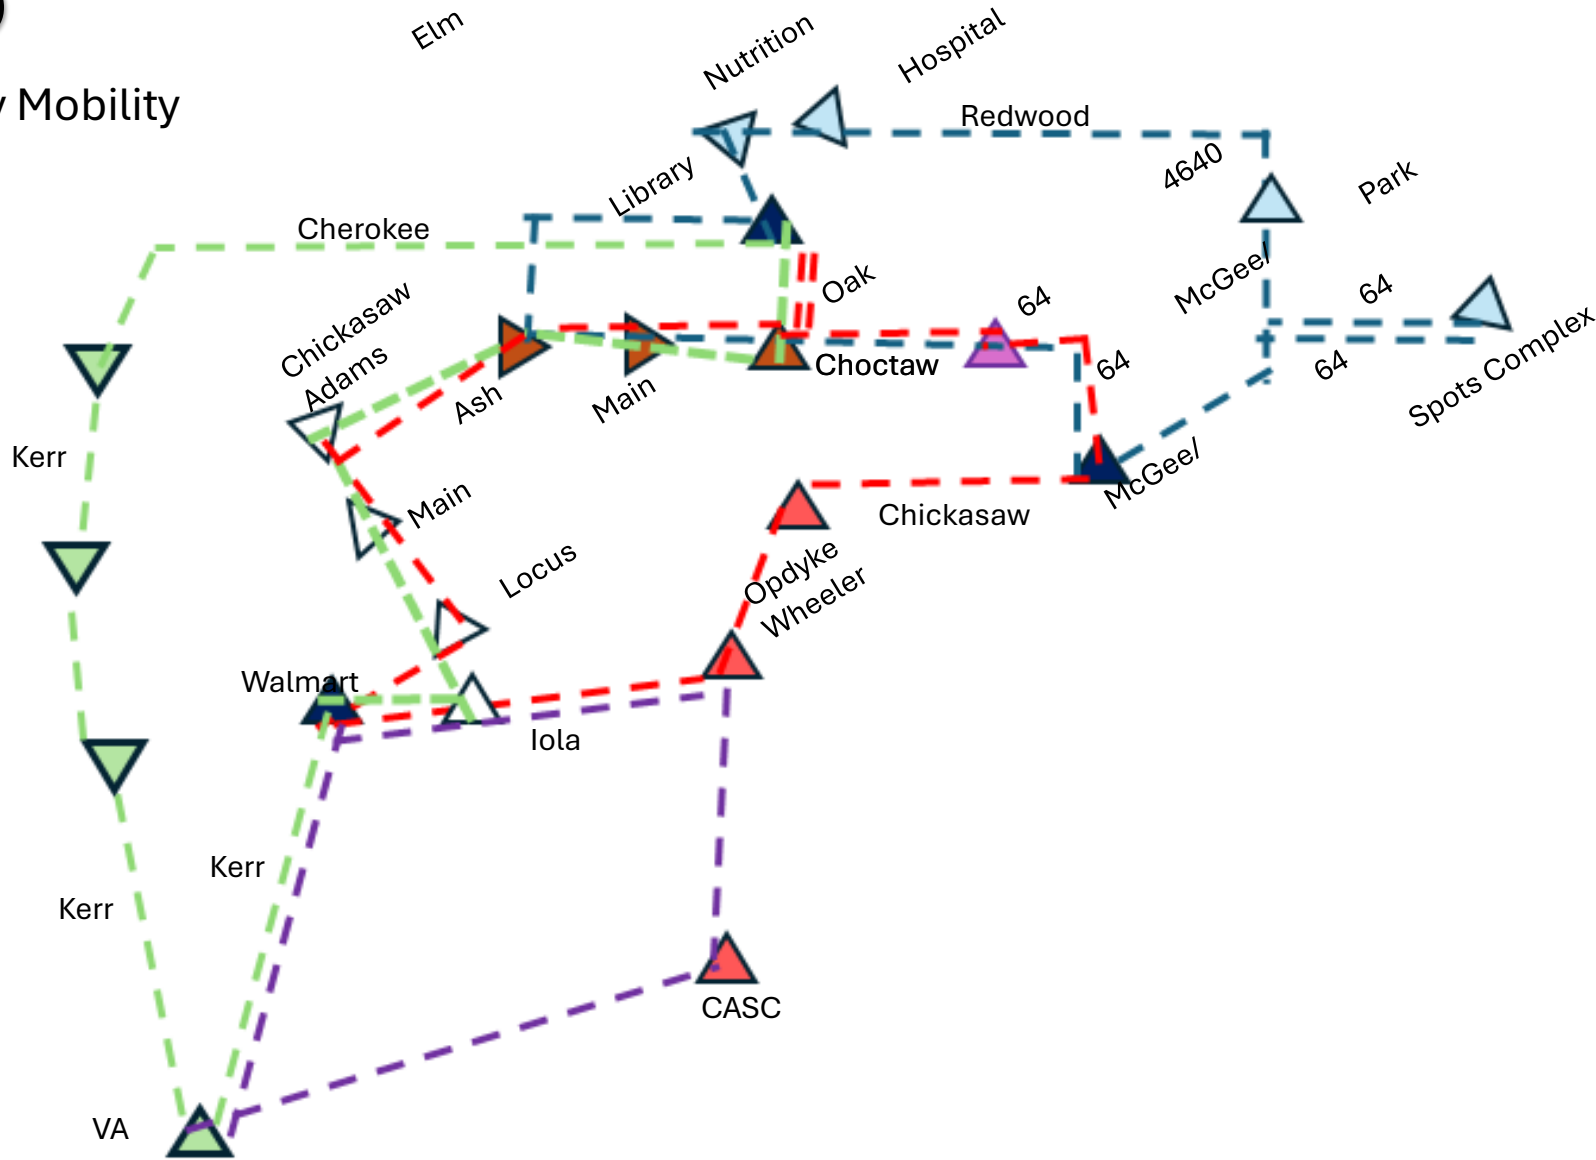 Elm
Nutrition
Hospital
Mobility
Redwood
4640
Park
Library
Cherokee
McGee/
Oak
64
64
Chickasaw
Adams
Choctaw
64
64
Spots Complex
Ash
Main
Kerr
McGee/
Main
Chickasaw
Locus
Opdyke
Wheeler
Walmart
Iola
Kerr
Kerr
CASC
VA